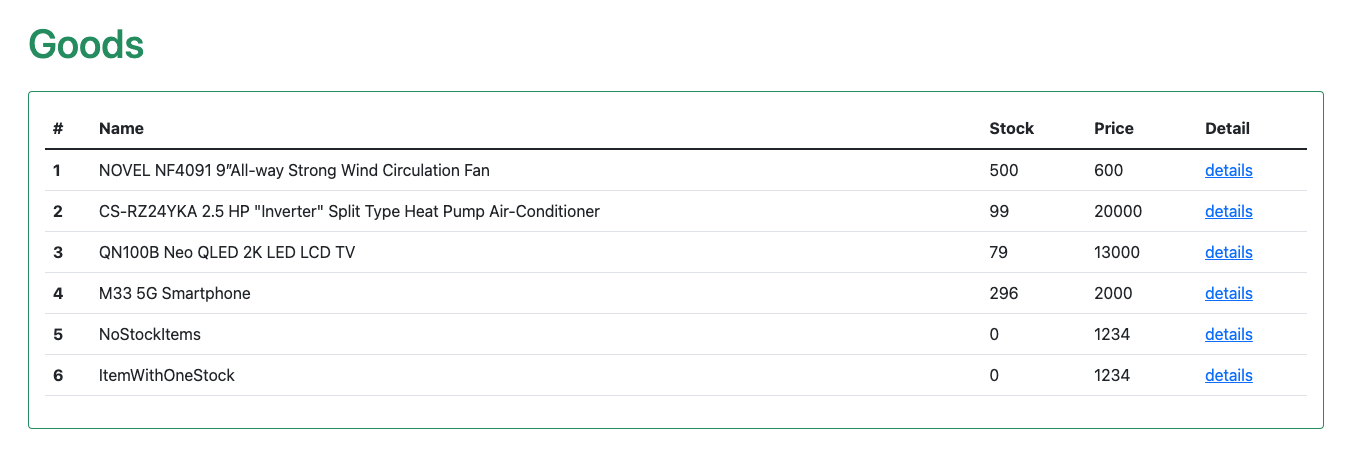 Goods
# Name Stock Price Detail
1 NOVEL NF4091 9”All-way Strong Wind Circulation Fan 500 600 details
2 CS-RZ24YKA 2.5 HP "Inverter" Split Type Heat Pump Air-Conditioner 99 20000 details
3 QN100B Neo QLED 2K LED LCD TV 79 13000 details
4 M33 5G Smartphone 296 2000 details
5 NoStockItems 0 1234 details
6 ItemWithOneStock 0 1234 details